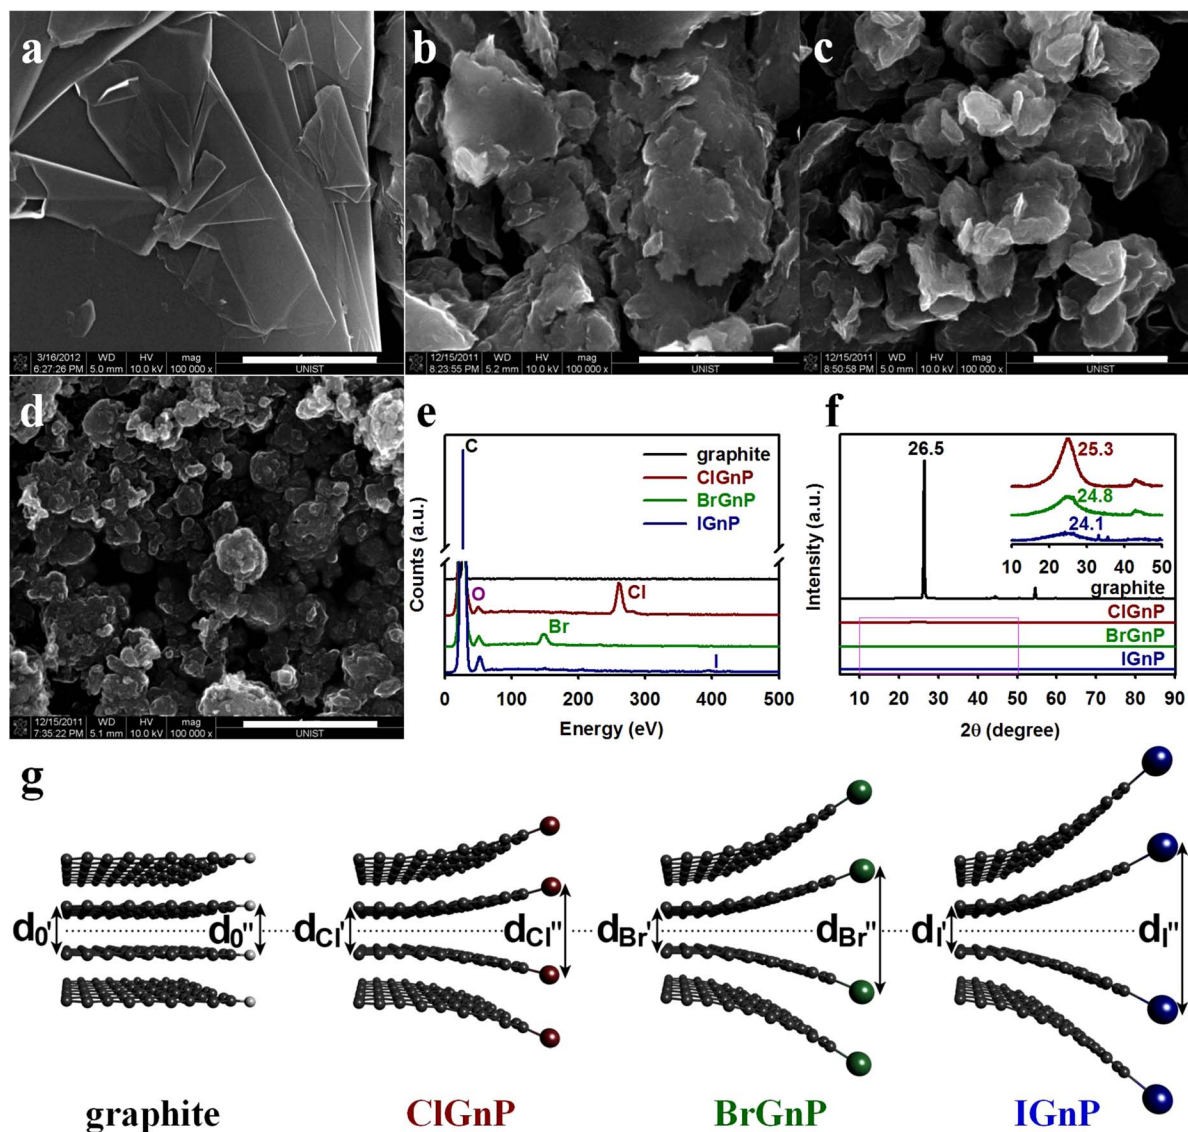 a
3/16/2012 WD HV mag
6:27:26 PM 5.0 mm 10.0 kV 100 000 x UNIST
b
12/15/2011 WD HV mag
8:23:55 PM 5.2 mm 10.0 kV 100 000 x UNIST
c
12/15/2011 WD HV mag
8:50:58 PM 5.0 mm 10.0 kV 100 000 x UNIST
d
12/15/2011 WD HV mag
7:35:22 PM 5.1 mm 10.0 kV 100 000 x UNIST
e
C
graphite
ClGnP
BrGnP
IGnP
Counts (a.u.)
O
Cl
Br
I
0 100 200 300 400 500
Energy (eV)
f
26.5
25.3
24.8
24.1
10 20 30 40 50
Intensity (a.u.)
graphite
ClGnP
BrGnP
IGnP
10 20 30 40 50 60 70 80 90
2θ (degree)
g
d0' d0'' dCl' dCl'' dBr' dBr'' dI' dI''
graphite ClGnP BrGnP IGnP